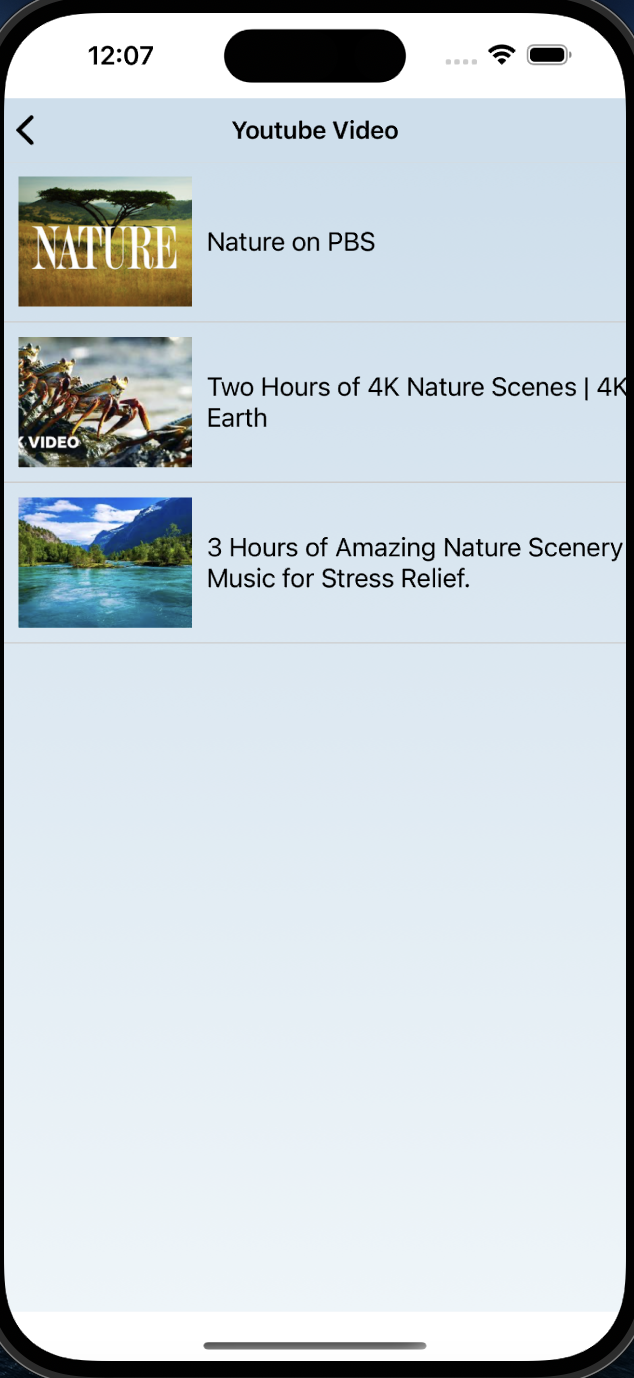 12:07
Youtube Video
NATURE
Nature on PBS
Two Hours of 4K Nature Scenes | 4K
Earth
K VIDEO
3 Hours of Amazing Nature Scenery
Music for Stress Relief.